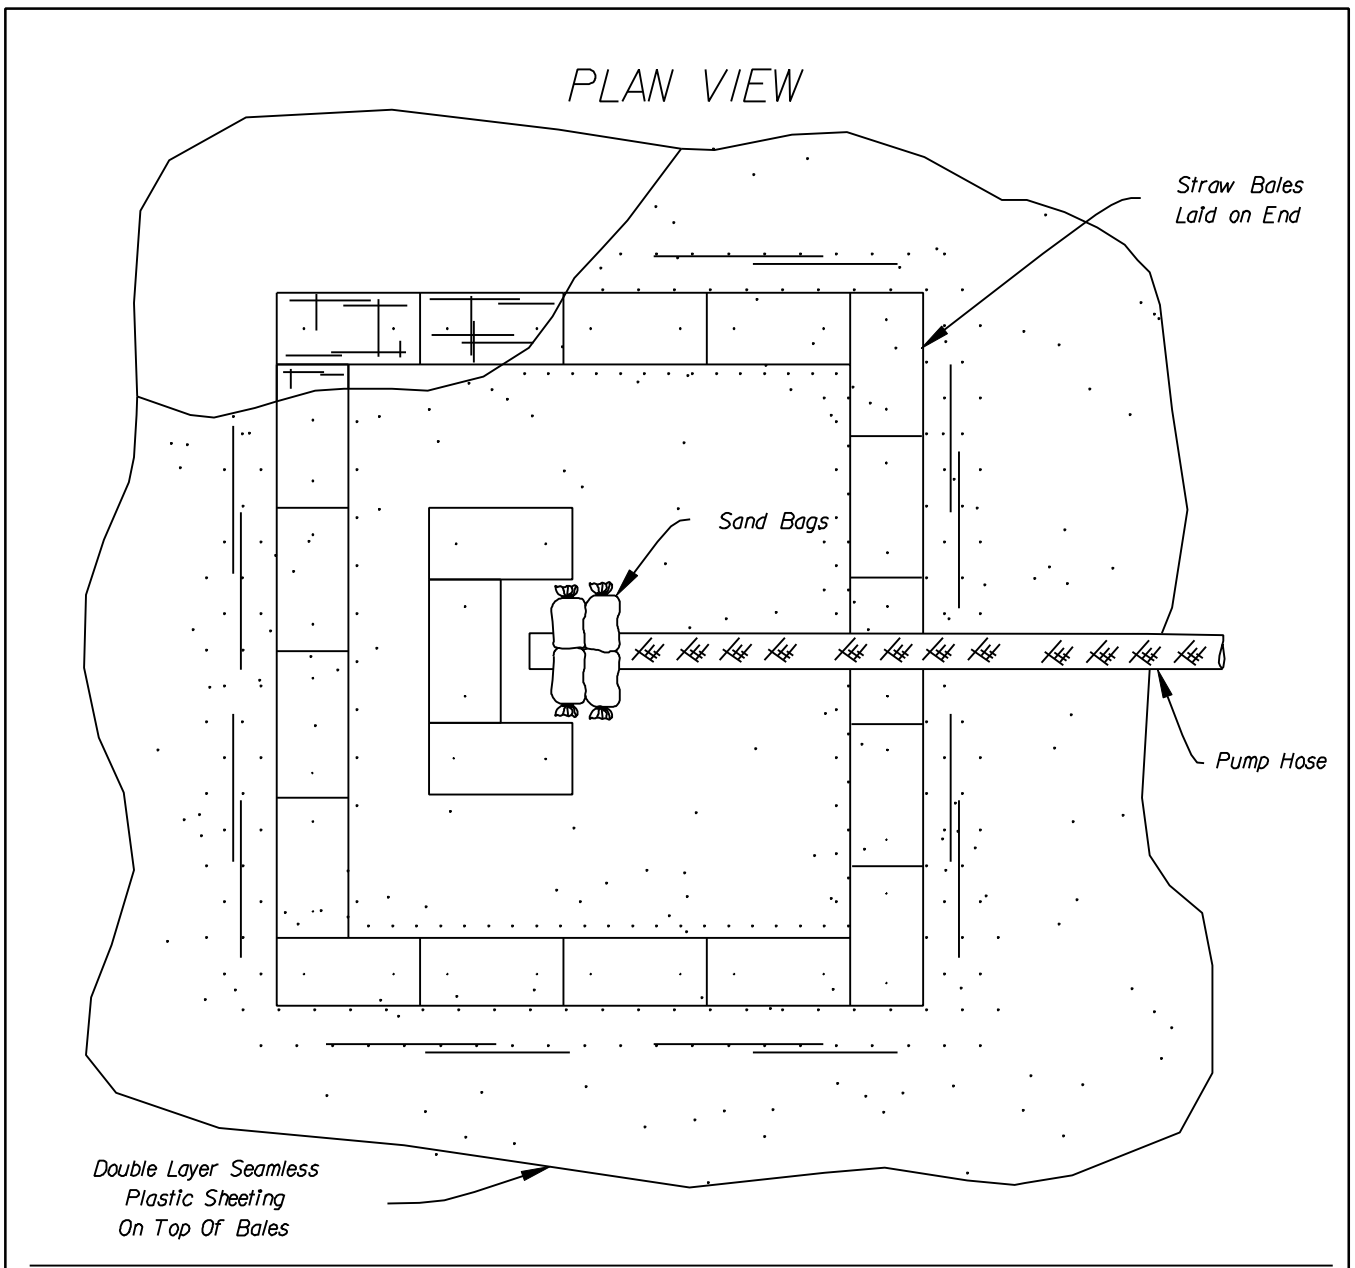 PLAN VIEW
Straw Bales
Laid on End
Sand Bags
Pump Hose
Double Layer Seamless
Plastic Sheeting
On Top Of Bales